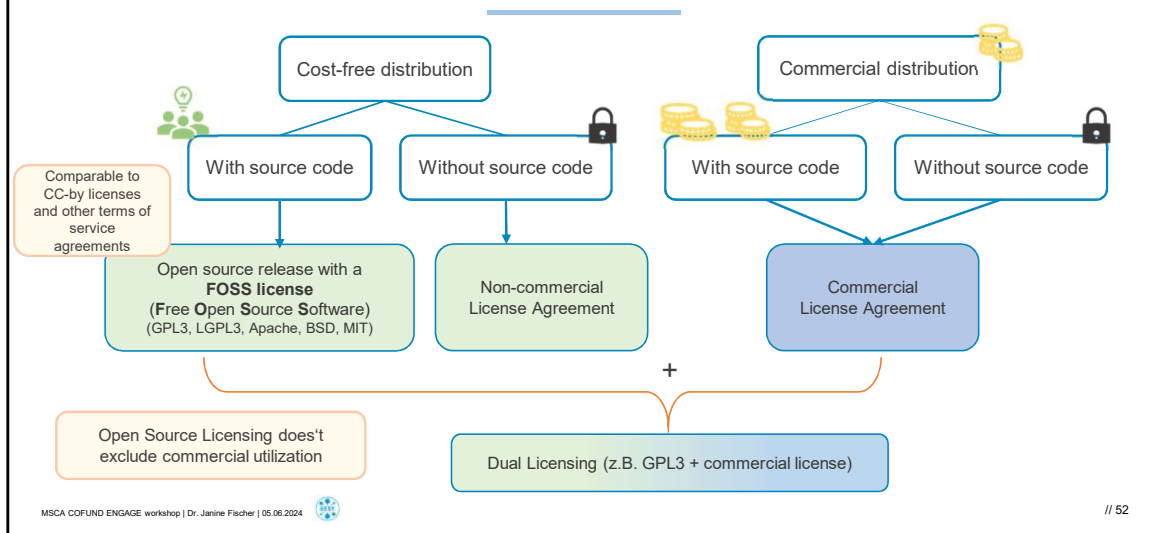 Cost-free distribution
Commercial distribution
With source code
Without source code
With source code
Without source code
Comparable to
CC-by licenses
and other terms of
service
agreements
Open source release with a
FOSS license
(Free Open Source Software)
(GPL3, LGPL3, Apache, BSD, MIT)
Non-commercial
License Agreement
Commercial
License Agreement
+
Open Source Licensing does't
exclude commercial utilization
Dual Licensing (z.B. GPL3 + commercial license)
MSCA COFUND ENGAGE workshop | Dr. Janine Fischer | 05.06.2024
DESY
// 52